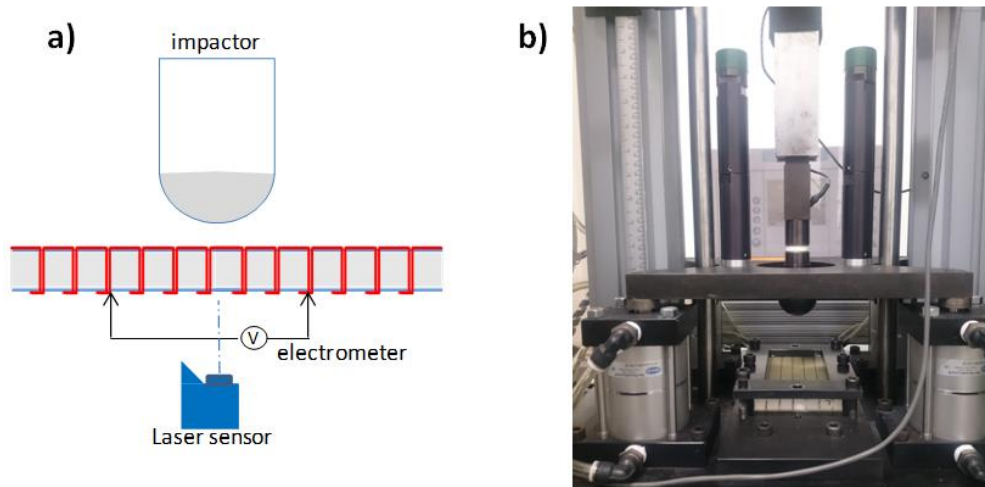 a)
impactor
V
electrometer
Laser sensor
b)